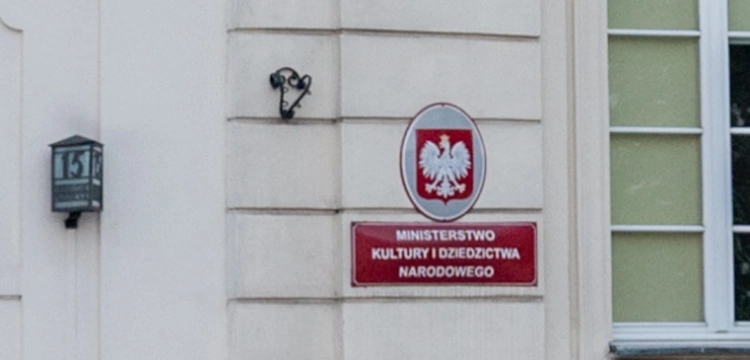 15
MINISTERSTWO
KULTURY I DZIEDZICTWA
NARODOWEGO